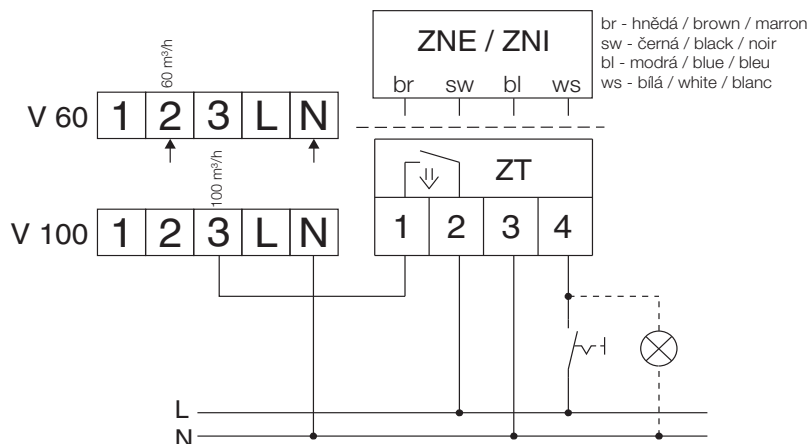 ZNE / ZNI
br sw bl ws
br - hnědá / brown / marron
sw - černá / black / noir
bl - modrá / blue / bleu
ws - bílá / white / blanc
60 m³/h
V 60 1 2 3 L N
ZT
1 2 3 4
100 m³/h
V 100 1 2 3 L N
L
N